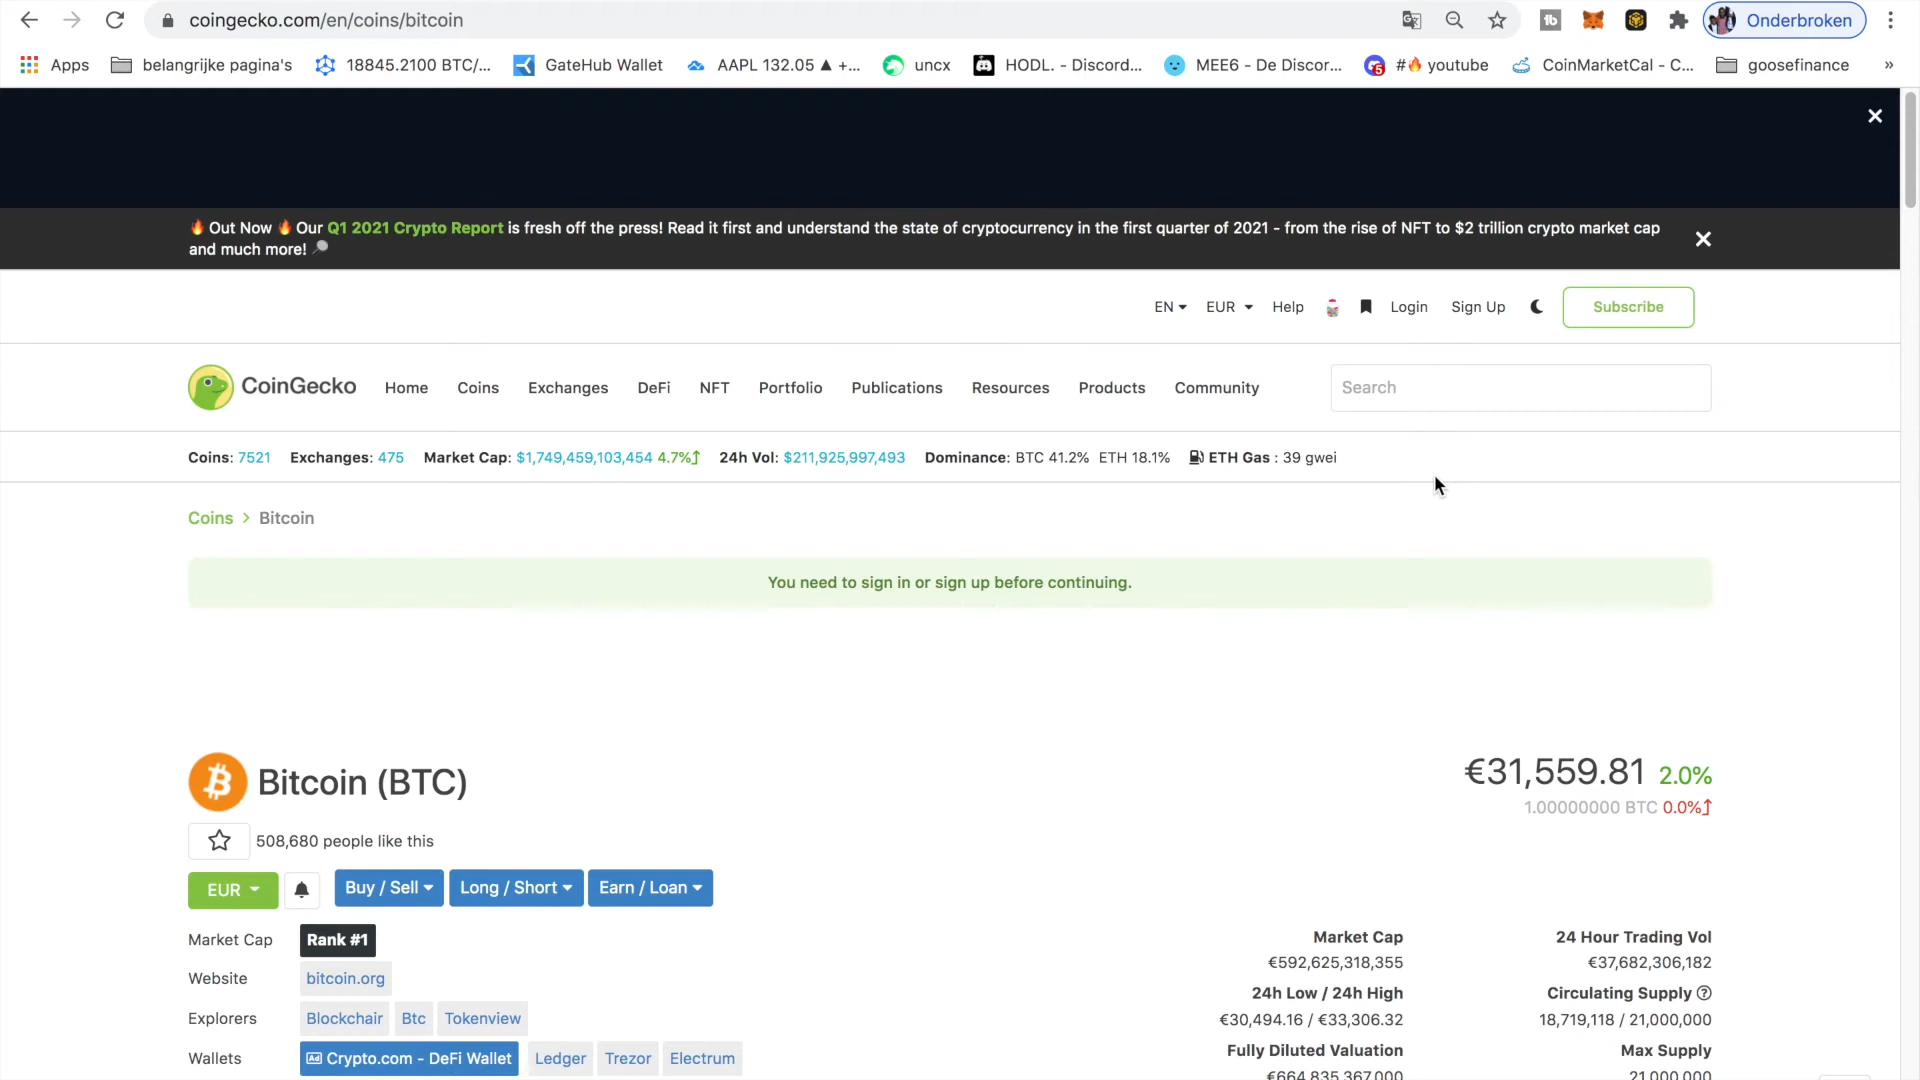 coingecko.com/en/coins/bitcoin
Onderbroken
Apps belangrijke pagina's 18845.2100 BTC/... GateHub Wallet AAPL 132.05 ▲ +... uncx HODL. - Discord... MEE6 - De Discor... #🔥 youtube CoinMarketCal - C... goosefinance »
🔥 Out Now 🔥 Our Q1 2021 Crypto Report is fresh off the press! Read it first and understand the state of cryptocurrency in the first quarter of 2021 - from the rise of NFT to $2 trillion crypto market cap
and much more! 🔎
EN EUR Help Login Sign Up Subscribe
CoinGecko Home Coins Exchanges DeFi NFT Portfolio Publications Resources Products Community Search
Coins: 7521 Exchanges: 475 Market Cap: $1,749,459,103,454 4.7% 24h Vol: $211,925,997,493 Dominance: BTC 41.2% ETH 18.1% ETH Gas : 39 gwei
Coins > Bitcoin
You need to sign in or sign up before continuing.
Bitcoin (BTC)
€31,559.81 2.0%
1.00000000 BTC 0.0%
508,680 people like this
EUR Buy / Sell Long / Short Earn / Loan
Market Cap Rank #1
Website bitcoin.org
Explorers Blockchair Btc Tokenview
Wallets Ad Crypto.com - DeFi Wallet Ledger Trezor Electrum
Market Cap
€592,625,318,355
24h Low / 24h High
€30,494.16 / €33,306.32
Fully Diluted Valuation
€664,835,367,000
24 Hour Trading Vol
€37,682,306,182
Circulating Supply
18,719,118 / 21,000,000
Max Supply
21,000,000